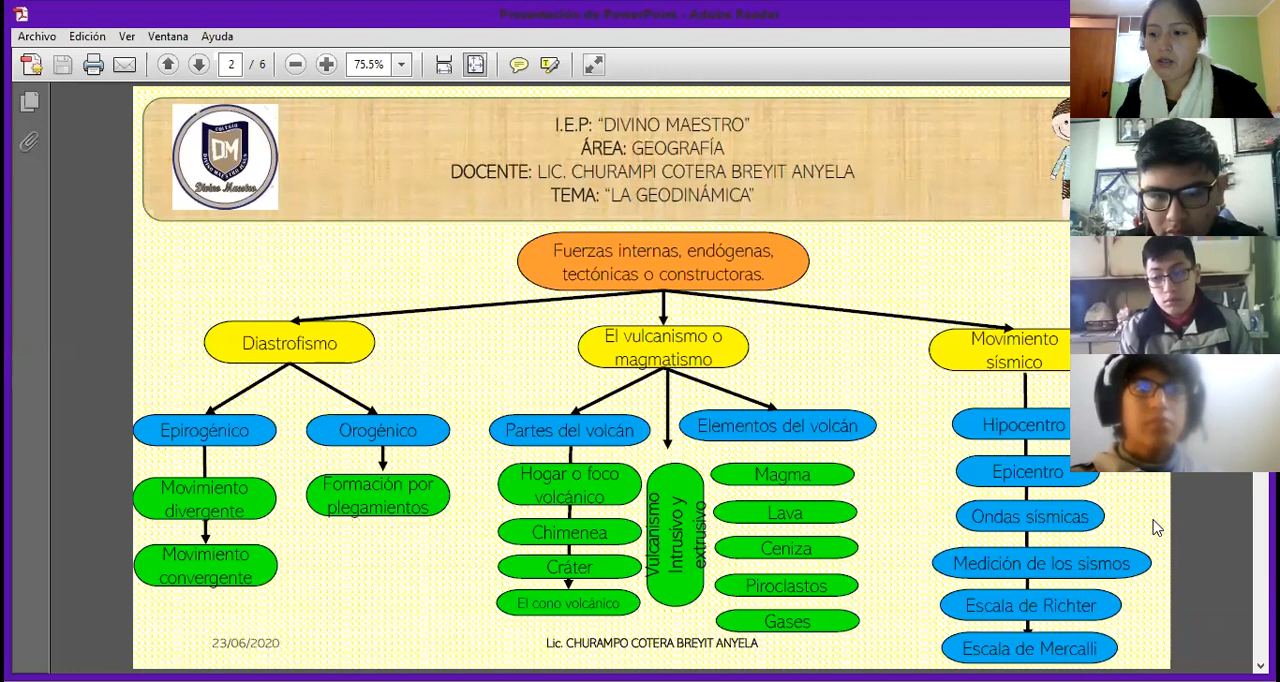 Presentación de PowerPoint - Adobe Reader
Archivo Edición Ver Ventana Ayuda
2 / 6 75.5%
COLEGIO
DM
Divino Maestro
I.E.P: “DIVINO MAESTRO”
ÁREA: GEOGRAFÍA
DOCENTE: LIC. CHURAMPI COTERA BREYIT ANYELA
TEMA: “LA GEODINÁMICA”
Fuerzas internas, endógenas,
tectónicas o constructoras.
Diastrofismo
El vulcanismo o
magmatismo
Movimiento
sísmico
Epirogénico
Orogénico
Partes del volcán
Elementos del volcán
Hipocentro
Movimiento
divergente
Movimiento
convergente
Formación por
plegamientos
Hogar o foco
volcánico
Chimenea
Cráter
El cono volcánico
Vulcanismo
Intrusivo y
extrusivo
Magma
Lava
Ceniza
Piroclastos
Gases
Epicentro
Ondas sísmicas
Medición de los sismos
Escala de Richter
Escala de Mercalli
23/06/2020
Lic. CHURAMPO COTERA BREYIT ANYELA